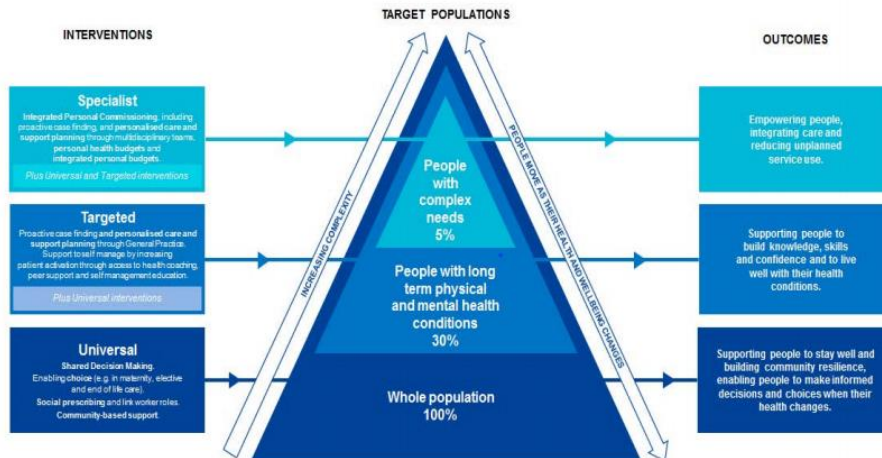 TARGET POPULATIONS
INTERVENTIONS
OUTCOMES
Specialist
Integrated Personal Commissioning, including
proactive case finding, and personalised care and
support planning through multidisciplinary teams,
personal health budgets and
integrated personal budgets.
Plus Universal and Targeted interventions
Targeted
Proactive case finding and personalised care and
support planning through General Practice.
Support to self manage by increasing
patient activation through access to health coaching,
peer support and self management education.
Plus Universal interventions
Universal
Shared Decision Making.
Enabling choice (e.g. in maternity, elective
and end of life care).
Social prescribing and link worker roles.
Community-based support.
INCREASING COMPLEXITY
People
with
complex
needs
5%
People with long
term physical
and mental health
conditions
30%
Whole population
100%
PEOPLE MOVE AS THEIR HEALTH AND WELLBEING CHANGES
Empowering people,
integrating care and
reducing unplanned
service use.
Supporting people to
build knowledge, skills
and confidence and to live
well with their health
conditions.
Supporting people to stay well and
building community resilience,
enabling people to make informed
decisions and choices when their
health changes.